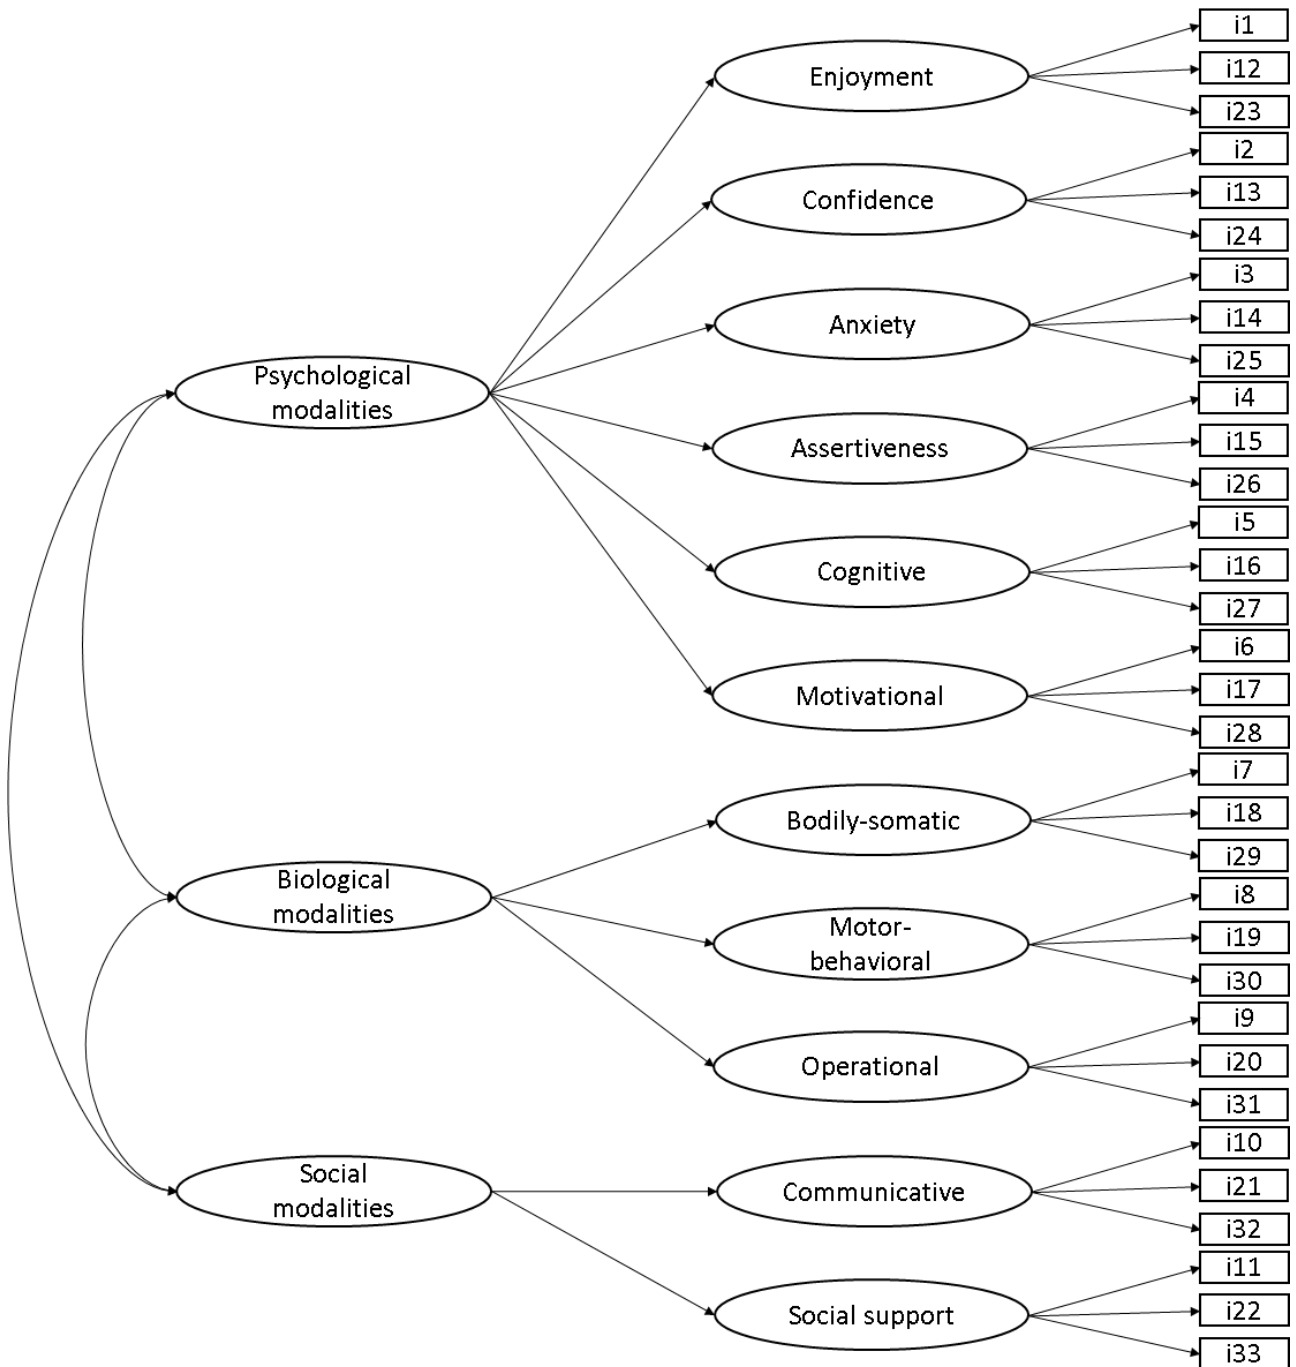 i1
Enjoyment
i12
i23
i2
Confidence
i13
i24
i3
Anxiety
i14
i25
Psychological
modalities
i4
Assertiveness
i15
i26
i5
Cognitive
i16
i27
i6
Motivational
i17
i28
i7
Bodily-somatic
i18
i29
Biological
modalities
i8
Motor-
behavioral
i19
i30
i9
Operational
i20
i31
Social
modalities
i10
Communicative
i21
i32
i11
Social support
i22
i33